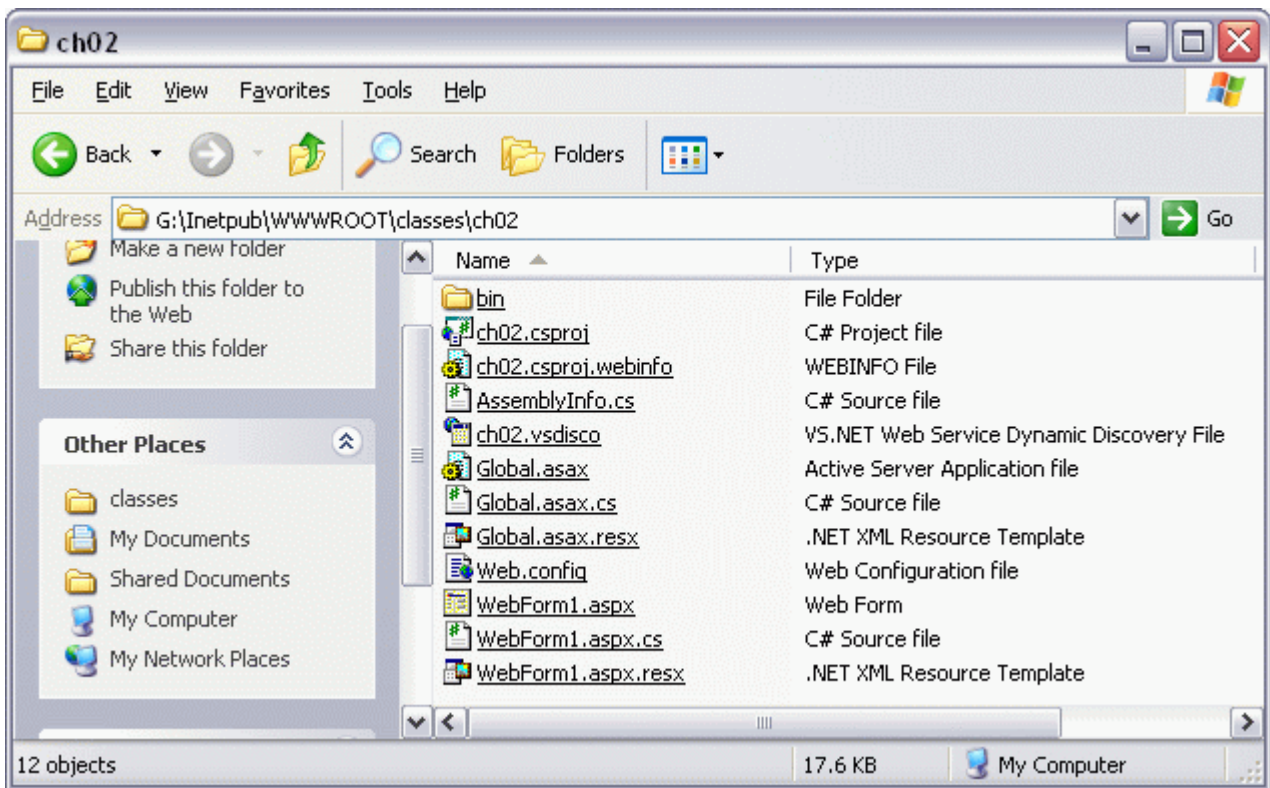 ch02
File Edit View Favorites Tools Help
Back Search Folders
Address G:\Inetpub\WWWROOT\classes\ch02 Go
Make a new folder
Publish this folder to
the Web
Share this folder
Other Places
classes
My Documents
Shared Documents
My Computer
My Network Places
Name Type
bin File Folder
ch02.csproj C# Project file
ch02.csproj.webinfo WEBINFO File
AssemblyInfo.cs C# Source file
ch02.vsdisco VS.NET Web Service Dynamic Discovery File
Global.asax Active Server Application file
Global.asax.cs C# Source file
Global.asax.resx .NET XML Resource Template
Web.config Web Configuration file
WebForm1.aspx Web Form
WebForm1.aspx.cs C# Source file
WebForm1.aspx.resx .NET XML Resource Template
12 objects 17.6 KB My Computer